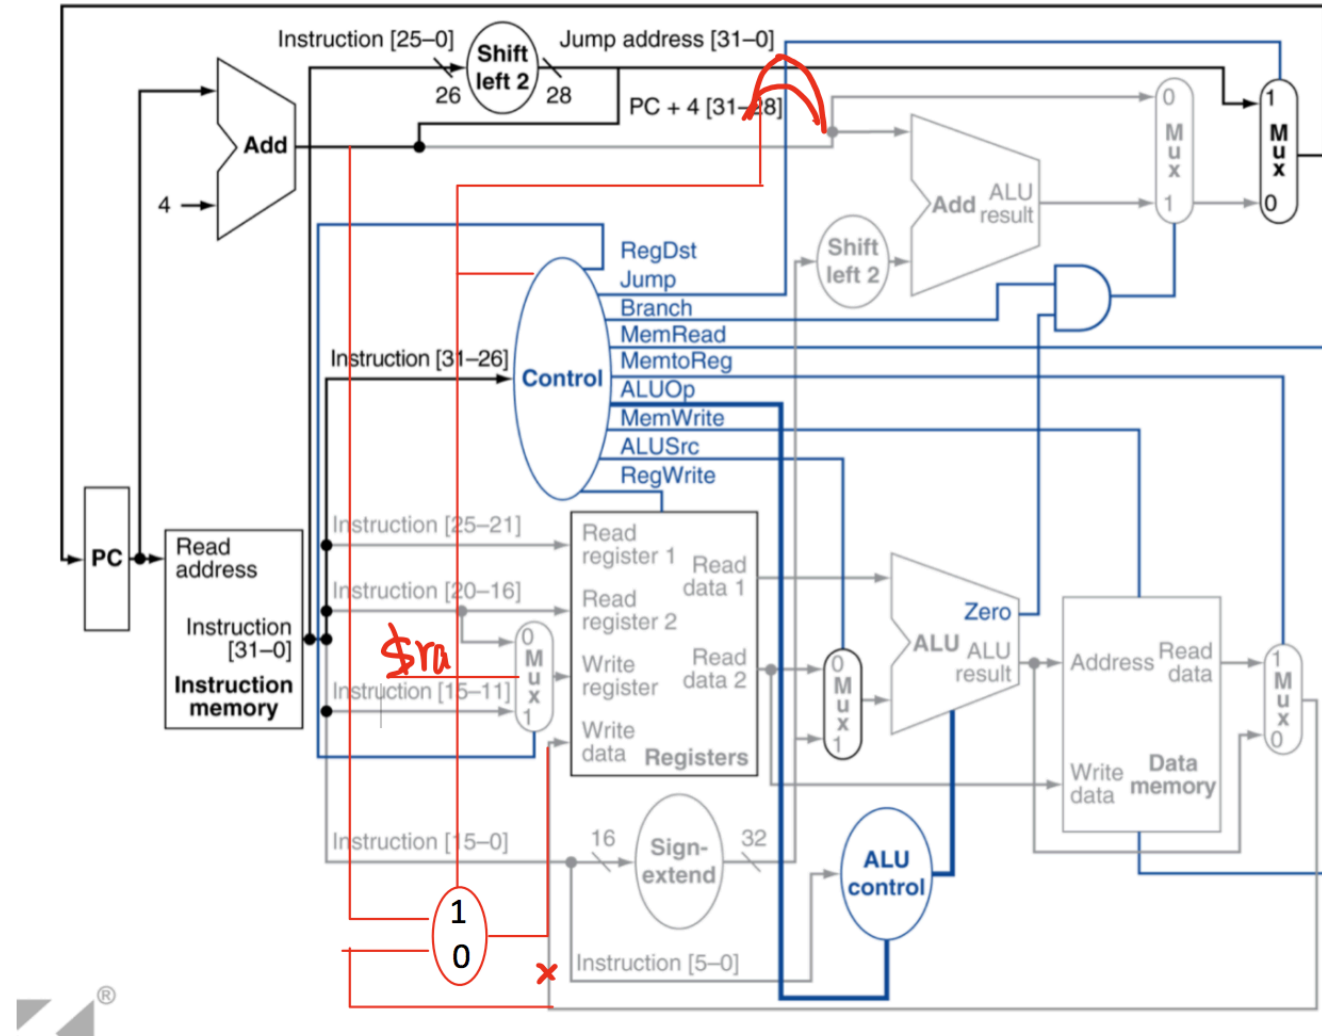 Instruction [25–0]
Shift
left 2
Jump address [31–0]
26
28
PC + 4 [31–28]
Add
4
0
M
u
x
1
1
M
u
x
0
Add
ALU
result
Shift
left 2
RegDst
Jump
Branch
MemRead
MemtoReg
ALUOp
MemWrite
ALUSrc
RegWrite
Instruction [31–26]
Control
PC
Read
address
Instruction
[31–0]
Instruction
memory
Instruction [25–21]
Instruction [20–16]
$ra
Instruction [15–11]
0
M
u
x
1
Read
register 1
Read
register 2
Write
register
Write
data
Read
data 1
Read
data 2
Registers
0
M
u
x
1
Zero
ALU
ALU
result
Address
Read
data
Write
data
Data
memory
1
M
u
x
0
Instruction [15–0]
16
Sign-
extend
32
ALU
control
Instruction [5–0]
1
0
x
®